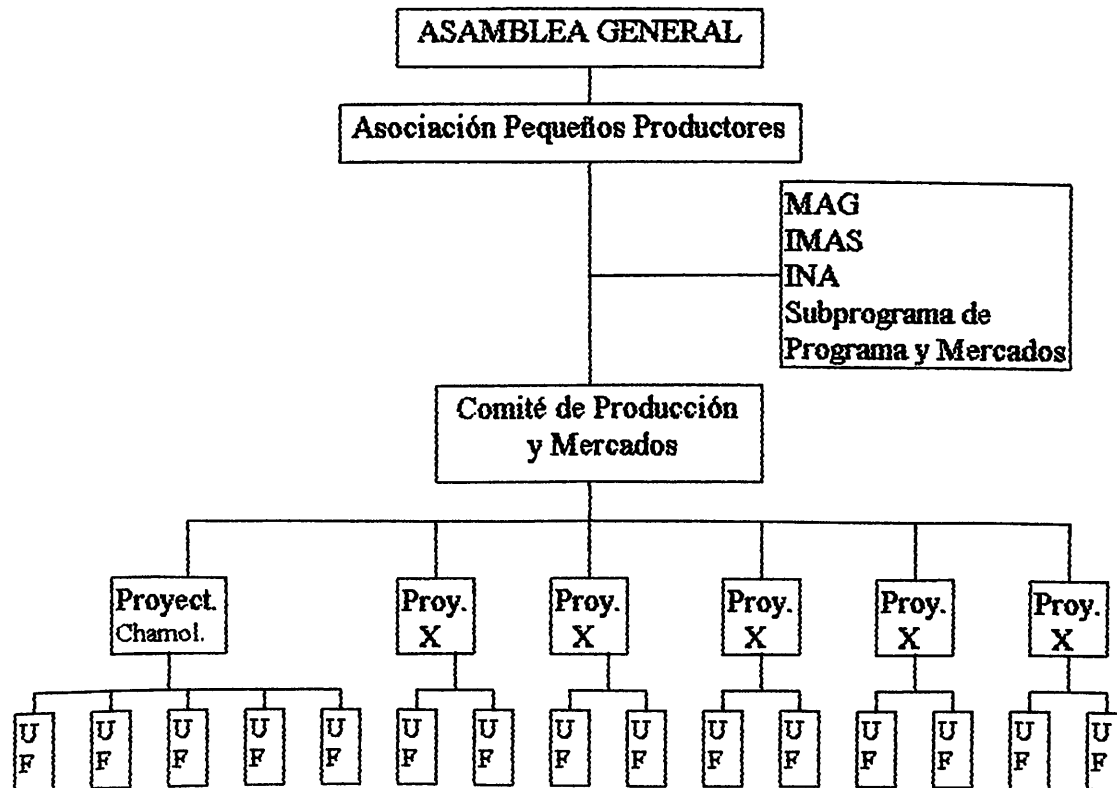 ASAMBLEA GENERAL
Asociación Pequeños Productores
MAG
IMAS
INA
Subprograma de
Programa y Mercados
Comité de Producción
y Mercados
Proyect.
Chamol.
Proy.
X
Proy.
X
Proy.
X
Proy.
X
Proy.
X
U
F
U
F
U
F
U
F
U
F
U
F
U
F
U
F
U
F
U
F
U
F
U
F
U
F
U
F
U
F